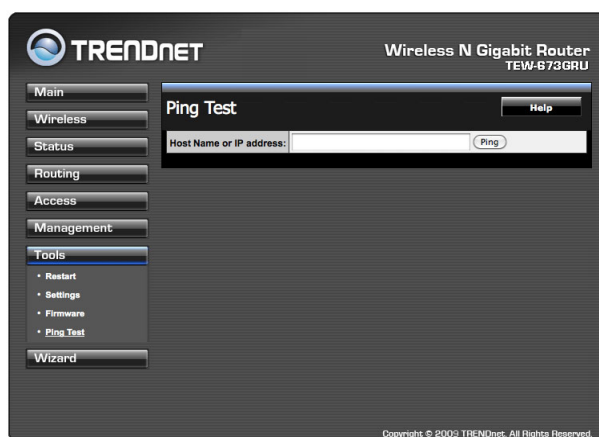 TRENDNET
Wireless N Gigabit Router
TEW-673GRU
Main
Wireless
Status
Routing
Access
Management
Tools
• Restart
• Settings
• Firmware
• Ping Test
Wizard
Ping Test
Help
Host Name or IP address:
Ping
Copyright © 2009 TRENDnet. All Rights Reserved.